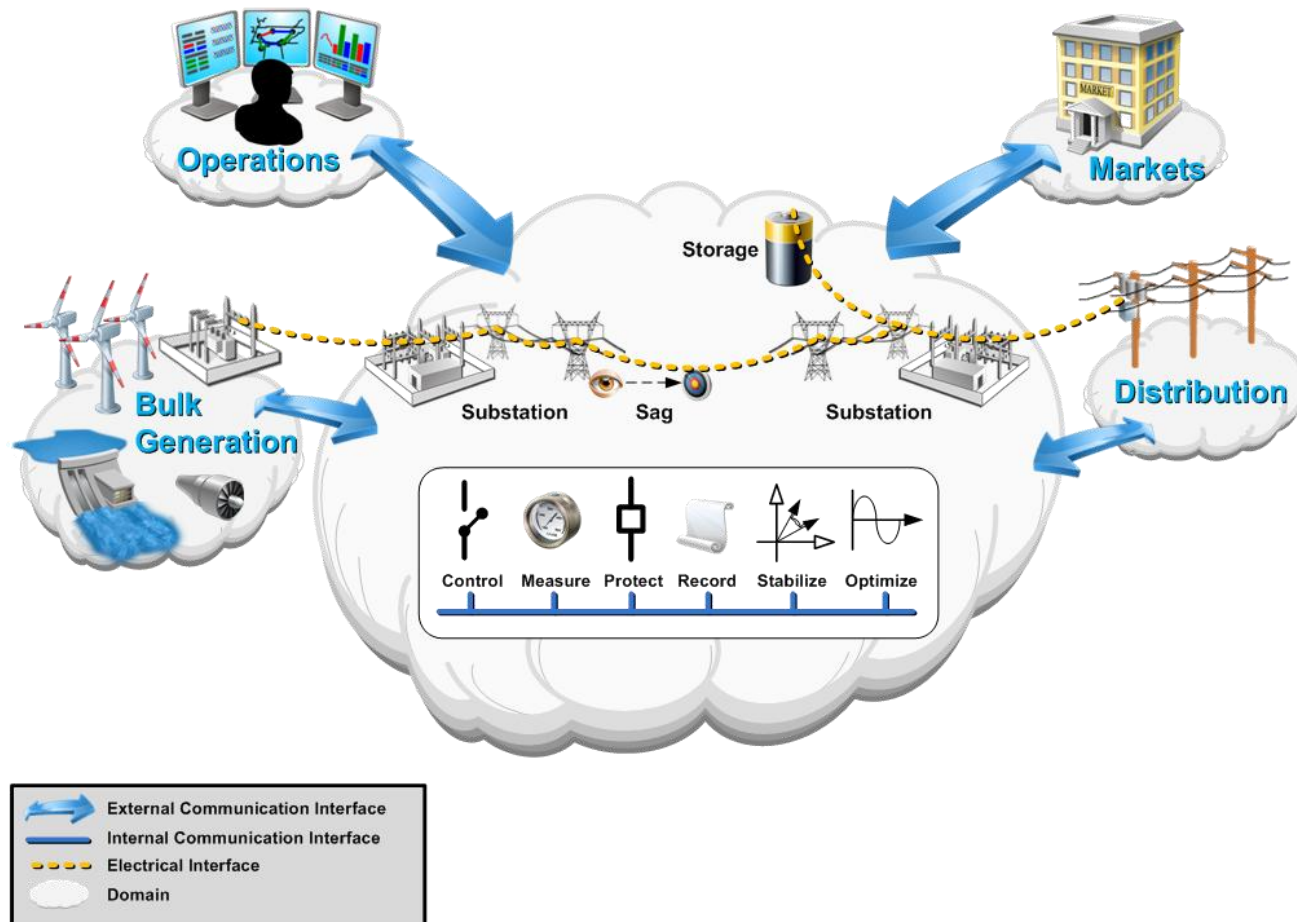 MARKET
Operations
Markets
Storage
Bulk
Generation
Substation
Sag
Substation
Distribution
Control
Measure
Protect
Record
Stabilize
Optimize
External Communication Interface
Internal Communication Interface
Electrical Interface
Domain